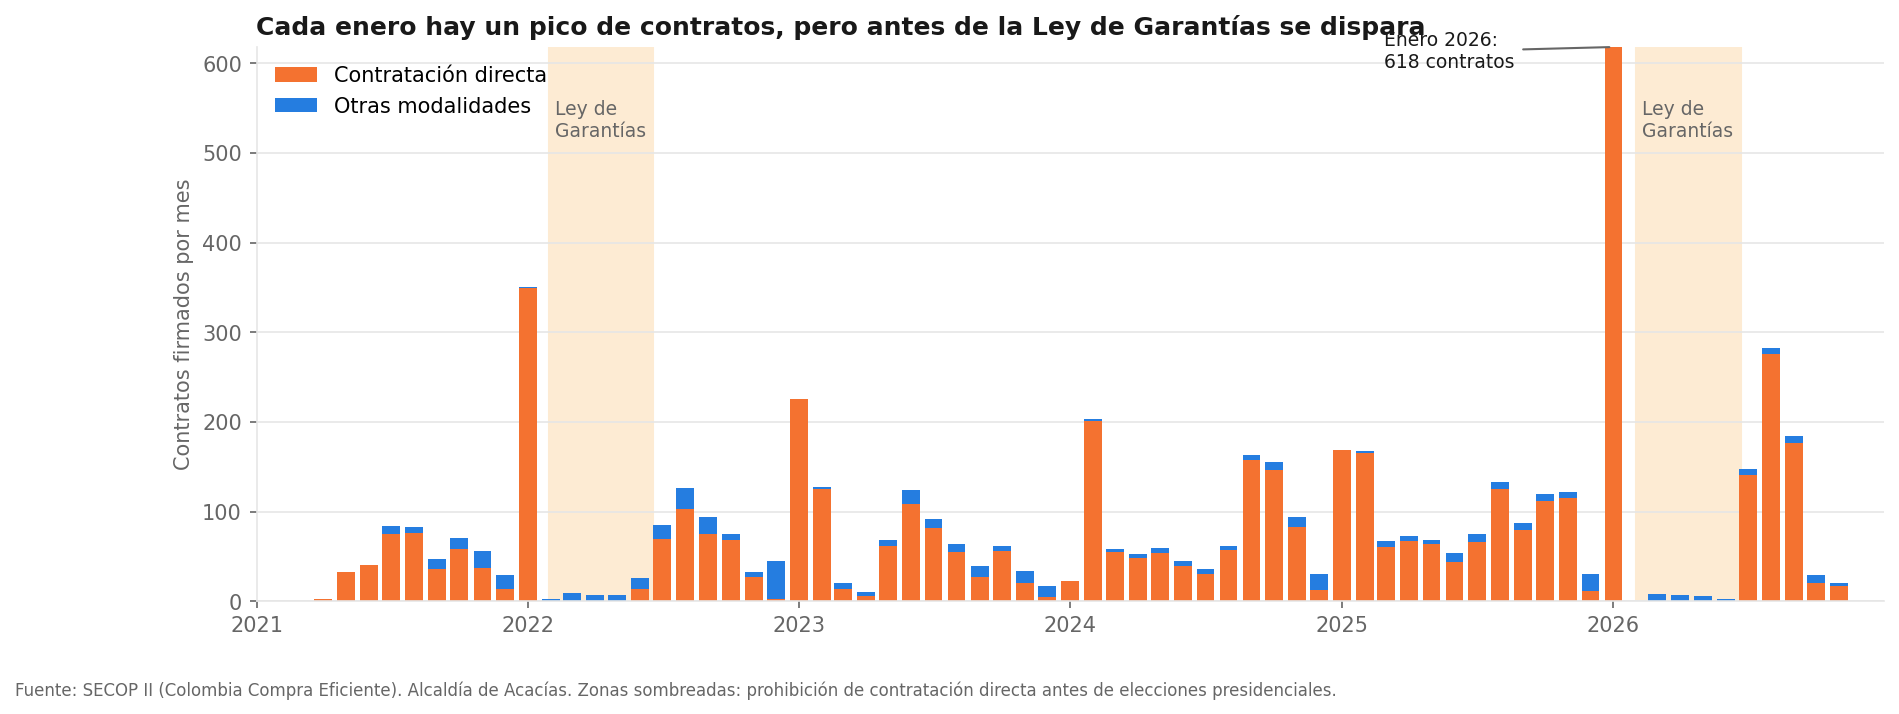 Cada enero hay un pico de contratos, pero antes de la Ley de Garantías se dispara
Enero 2026:
618 contratos
Contratación directa
Otras modalidades
Ley de
Garantías
Ley de
Garantías
Contratos firmados por mes
600
500
400
300
200
100
0
2021
2022
2023
2024
2025
2026
Fuente: SECOP II (Colombia Compra Eficiente). Alcaldía de Acacías. Zonas sombreadas: prohibición de contratación directa antes de elecciones presidenciales.